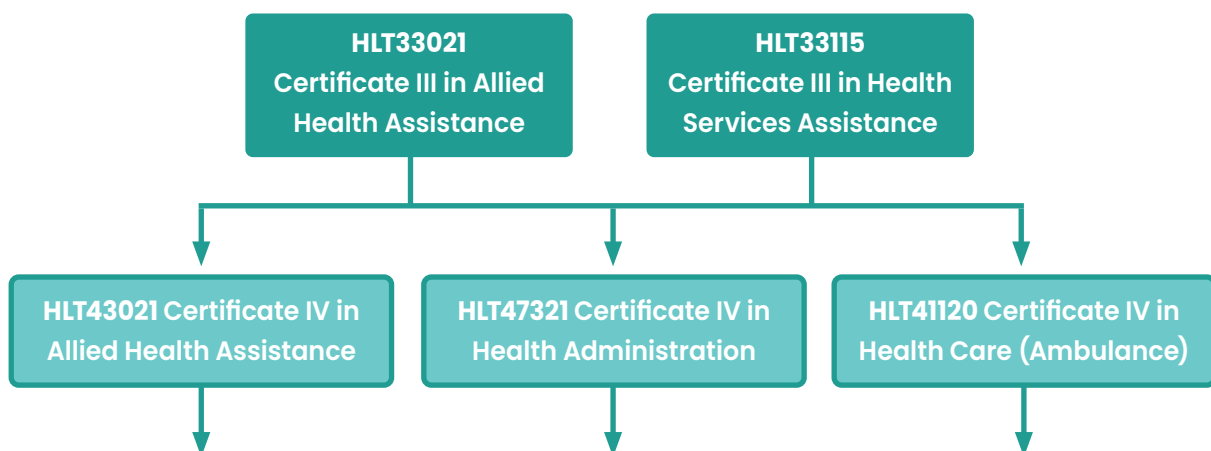 HLT33021
Certificate III in Allied
Health Assistance
HLT33115
Certificate III in Health
Services Assistance
HLT43021 Certificate IV in
Allied Health Assistance
HLT47321 Certificate IV in
Health Administration
HLT41120 Certificate IV in
Health Care (Ambulance)